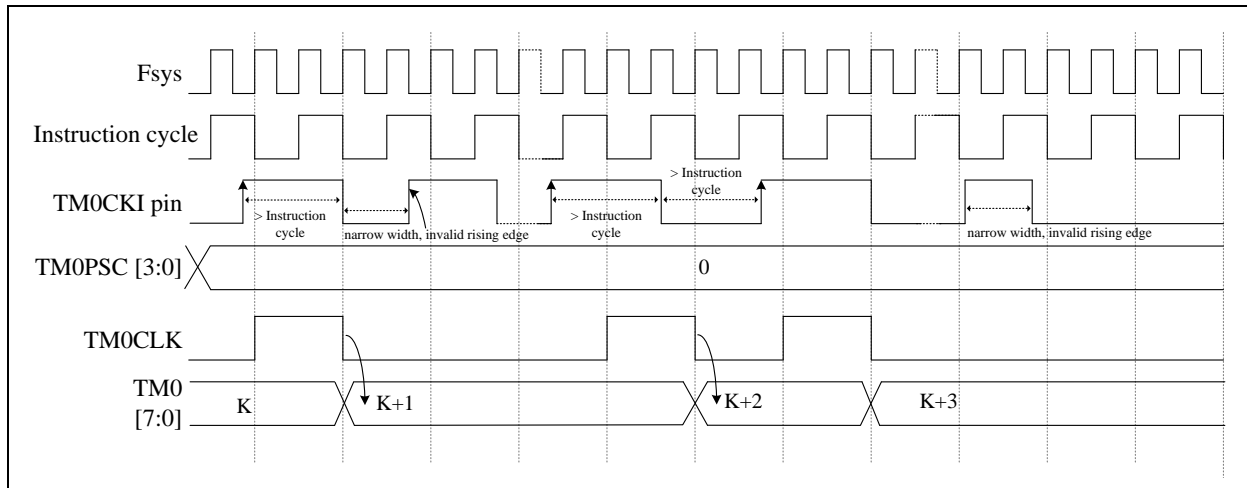 Fsys
Instruction cycle
> Instruction
cycle
TM0CKI pin
> Instruction
cycle
narrow width, invalid rising edge
> Instruction
cycle
narrow width, invalid rising edge
TM0PSC [3:0]
0
TM0CLK
TM0
[7:0]
K
K+1
K+2
K+3